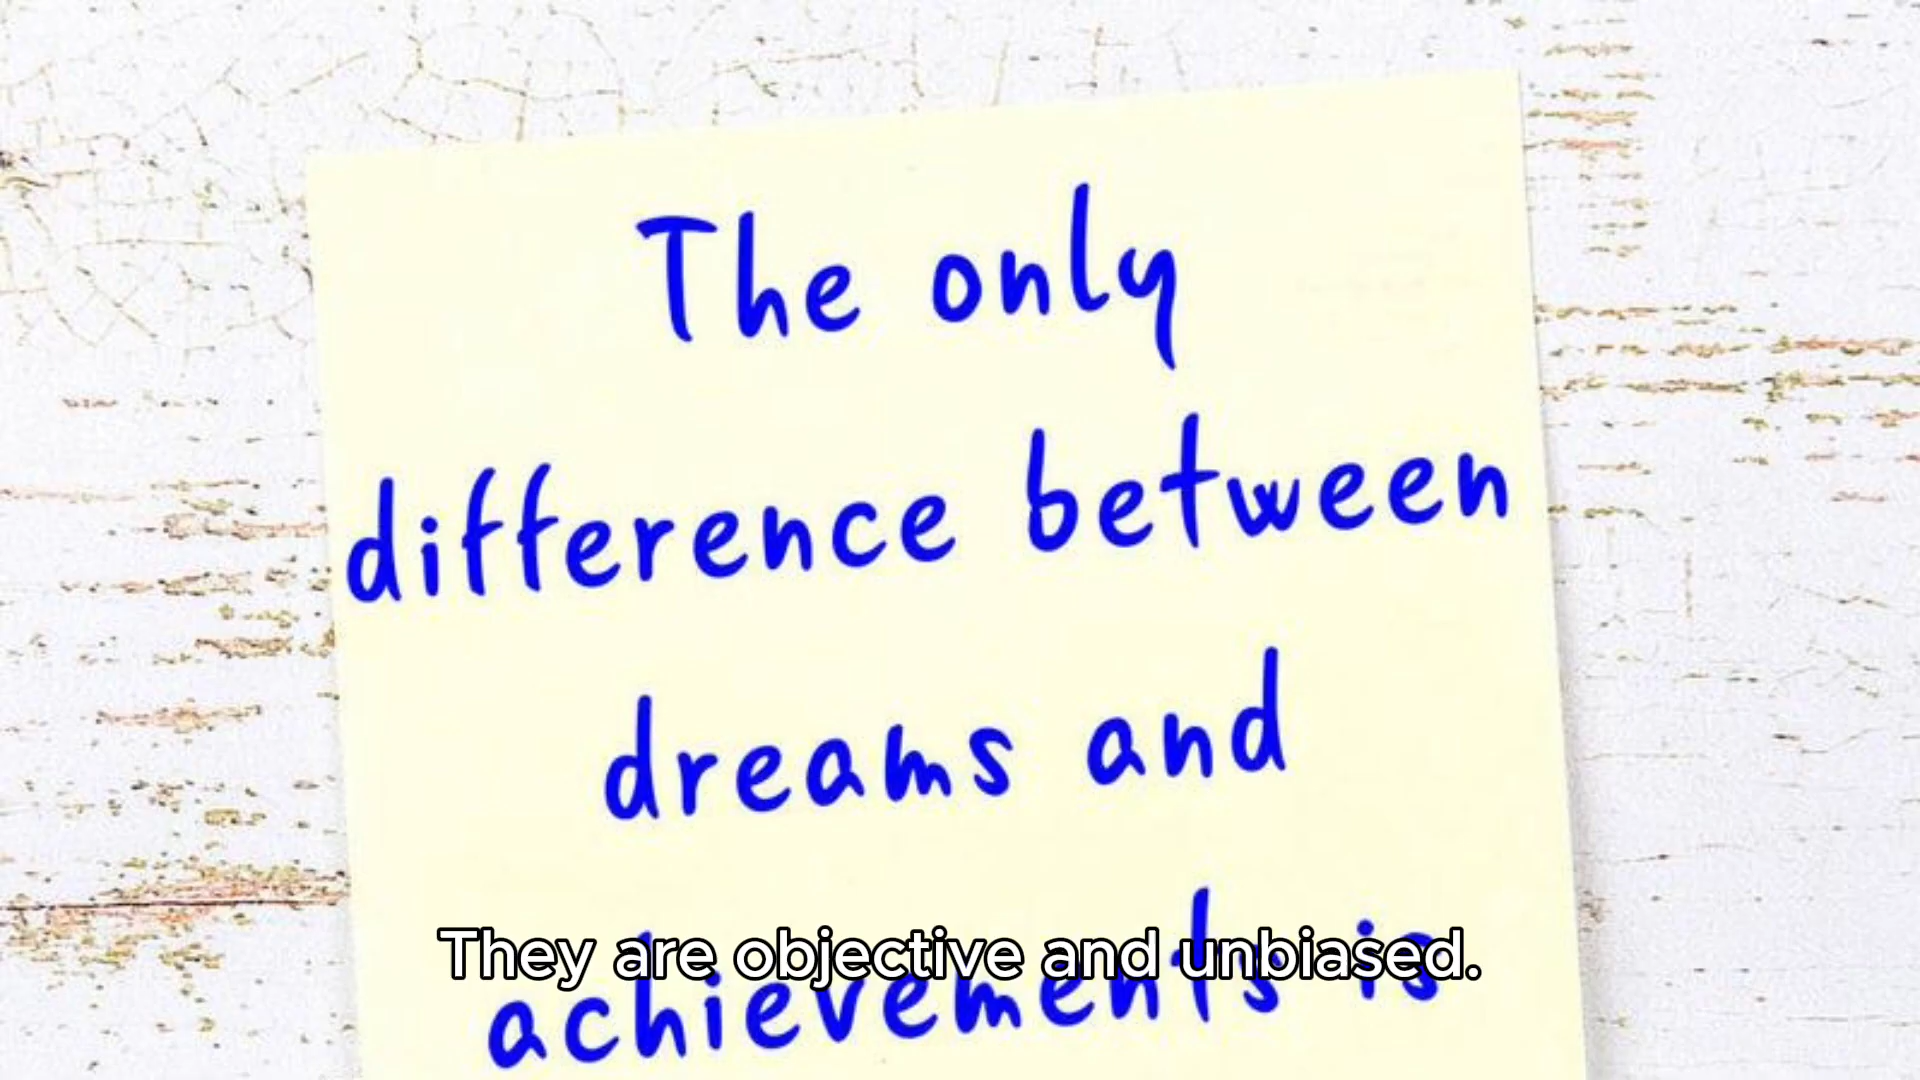 The only
difference between
dreams and
achievements is
They are objective and unbiased.